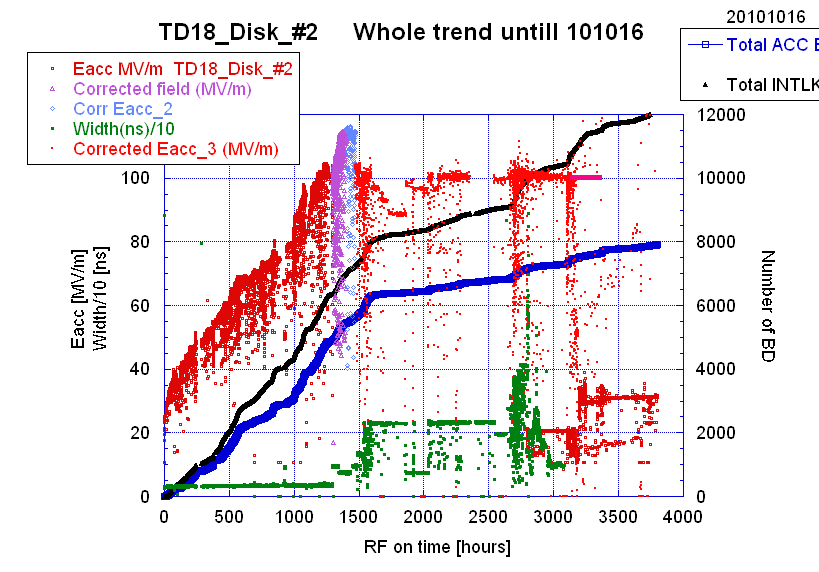 20101016
TD18_Disk_#2 Whole trend untill 101016
Total ACC
Total INTLK
Eacc MV/m TD18_Disk_#2
Corrected field (MV/m)
Corr Eacc_2
Width(ns)/10
Corrected Eacc_3 (MV/m)
Eacc [MV/m]
Width/10 [ns]
100
80
60
40
20
0
12000
10000
8000
6000
4000
2000
0
Number of BD
0 500 1000 1500 2000 2500 3000 3500 4000
RF on time [hours]